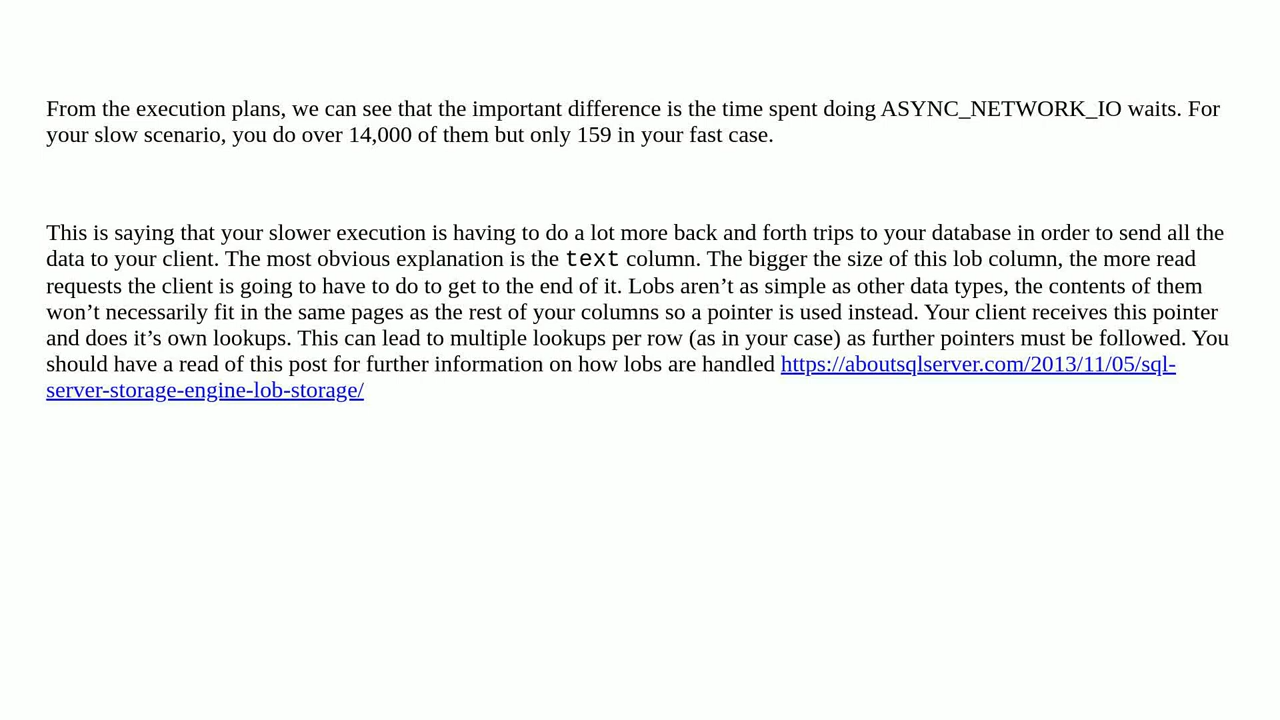 From the execution plans, we can see that the important difference is the time spent doing ASYNC_NETWORK_IO waits. For
your slow scenario, you do over 14,000 of them but only 159 in your fast case.
This is saying that your slower execution is having to do a lot more back and forth trips to your database in order to send all the
data to your client. The most obvious explanation is the text column. The bigger the size of this lob column, the more read
requests the client is going to have to do to get to the end of it. Lobs aren’t as simple as other data types, the contents of them
won’t necessarily fit in the same pages as the rest of your columns so a pointer is used instead. Your client receives this pointer
and does it’s own lookups. This can lead to multiple lookups per row (as in your case) as further pointers must be followed. You
should have a read of this post for further information on how lobs are handled https://aboutsqlserver.com/2013/11/05/sql-
server-storage-engine-lob-storage/